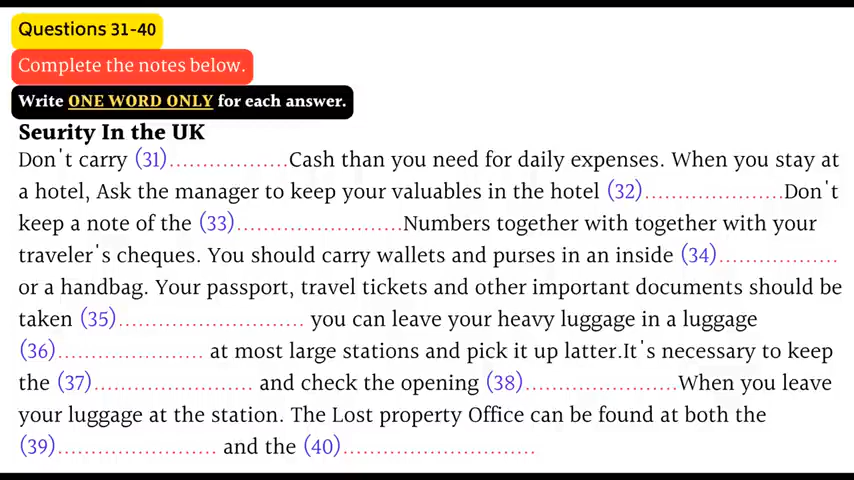 Questions 31-40
Complete the notes below.
Write ONE WORD ONLY for each answer.
Seurity In the UK
Don't carry (31)..................Cash than you need for daily expenses. When you stay at
a hotel, Ask the manager to keep your valuables in the hotel (32).....................Don't
keep a note of the (33).........................Numbers together with together with your
traveler's cheques. You should carry wallets and purses in an inside (34)..................
or a handbag. Your passport, travel tickets and other important documents should be
taken (35)............................ you can leave your heavy luggage in a luggage
(36)...................... at most large stations and pick it up latter.It's necessary to keep
the (37)........................ and check the opening (38).......................When you leave
your luggage at the station. The Lost property Office can be found at both the
(39)........................ and the (40).............................